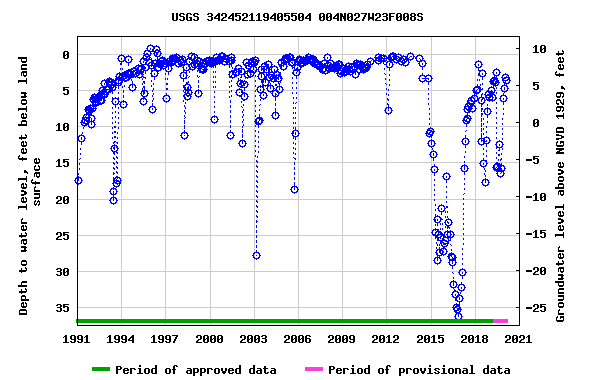 USGS 342452119405504 004N027W23F008S
Depth to water level, feet below land
surface
0
5
10
15
20
25
30
35
10
5
0
-5
-10
-15
-20
-25
Groundwater level above NGVD 1929, feet
1991 1994 1997 2000 2003 2006 2009 2012 2015 2018 2021
Period of approved data Period of provisional data